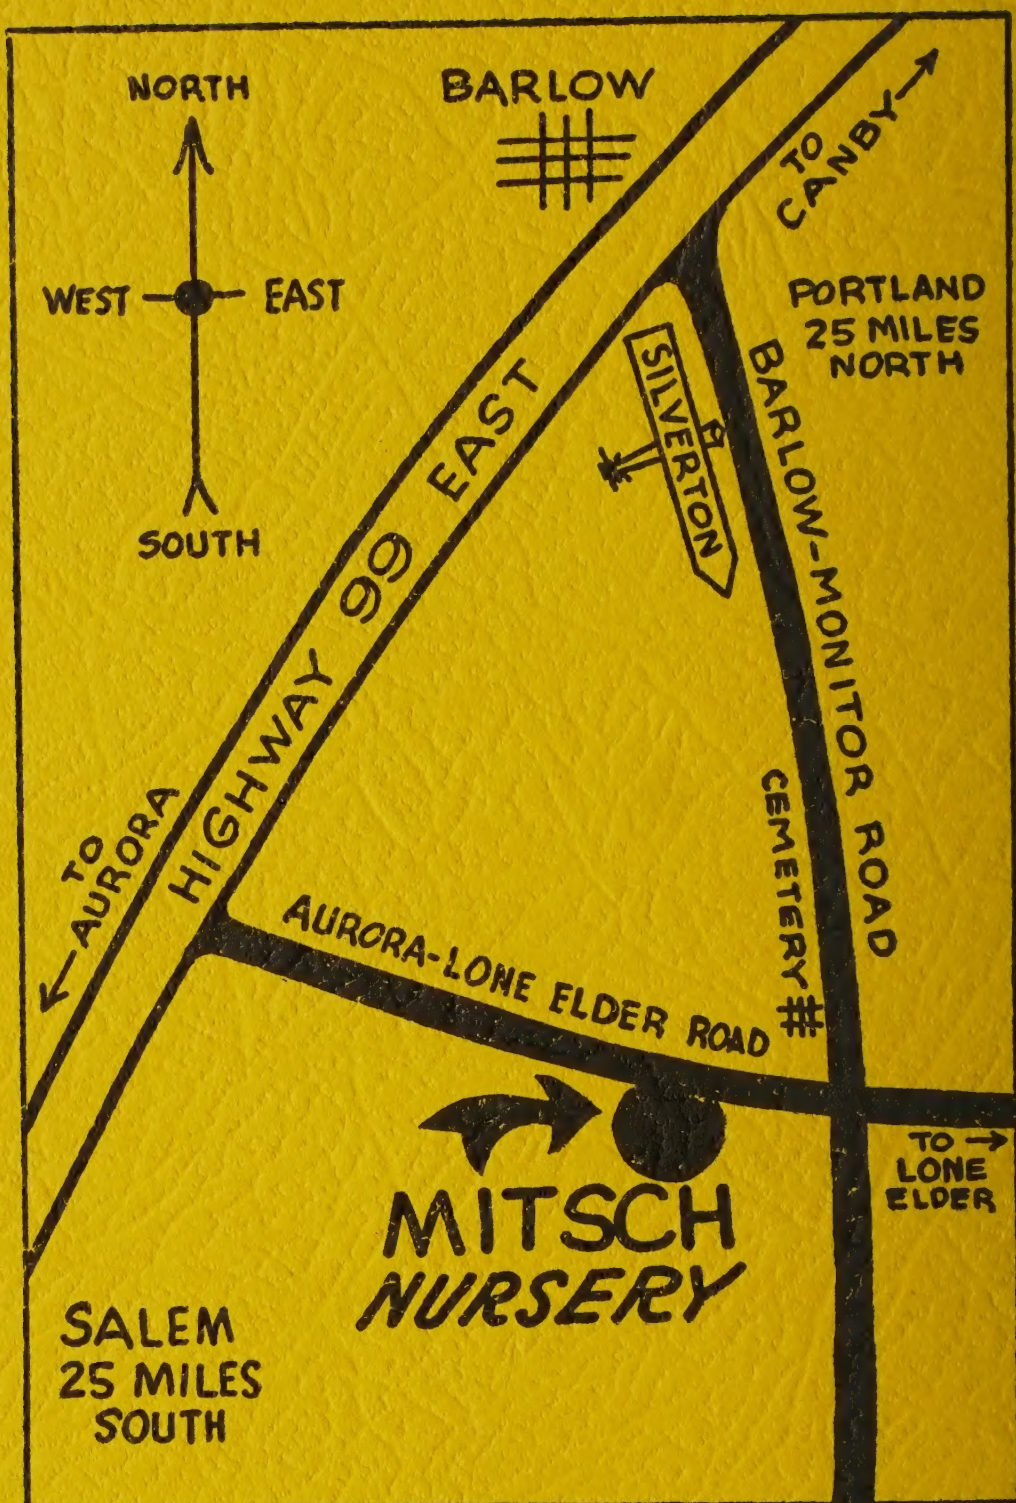 NORTH
WEST
EAST
SOUTH
BARLOW
TO
CANBY
PORTLAND
25 MILES
NORTH
SILVERTON
BARLOW-MONITOR ROAD
HIGHWAY 99 EAST
TO
AURORA
CEMETERY
AURORA-LONE ELDER ROAD
TO
LONE
ELDER
MITSCH
NURSERY
SALEM
25 MILES
SOUTH